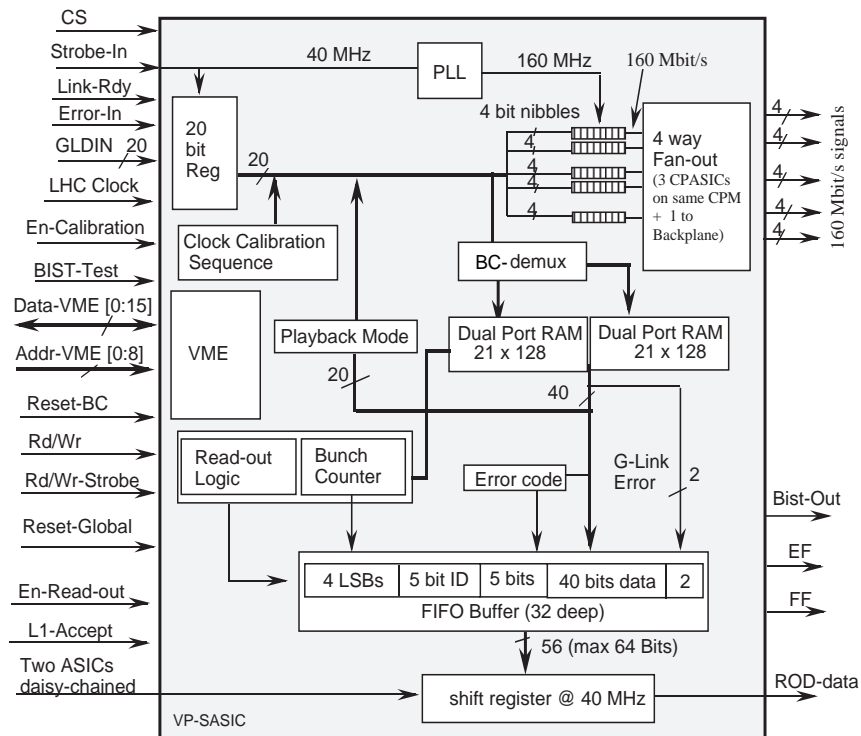 CS
Strobe-In
40 MHz
PLL
160 MHz
160 Mbit/s
Link-Rdy
Error-In
GLDIN
20
LHC Clock
En-Calibration
BIST-Test
Data-VME [0:15]
Addr-VME [0:8]
Reset-BC
Rd/Wr
Rd/Wr-Strobe
Reset-Global
En-Read-out
L1-Accept
Two ASICs
daisy-chained
20
bit
Reg
20
4 bit nibbles
4
4
4
4
4
4 way
Fan-out
(3 CPASICs
on same CPM
+ 1 to
Backplane)
4
4
4
4
4
160 Mbit/s signals
Clock Calibration
Sequence
BC-demux
VME
Playback Mode
20
Dual Port RAM
21 x 128
Dual Port RAM
21 x 128
40
Read-out
Logic
Bunch
Counter
Error code
G-Link
Error
2
4 LSBs
5 bit ID
5 bits
40 bits data
2
FIFO Buffer (32 deep)
56 (max 64 Bits)
shift register @ 40 MHz
VP-SASIC
Bist-Out
EF
FF
ROD-data